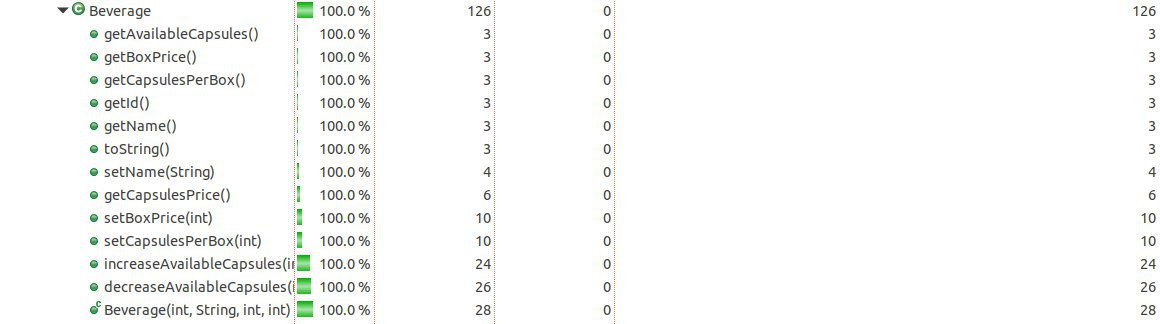 Beverage 100.0 % 126 0 126
getAvailableCapsules() 100.0 % 3 0 3
getBoxPrice() 100.0 % 3 0 3
getCapsulesPerBox() 100.0 % 3 0 3
getId() 100.0 % 3 0 3
getName() 100.0 % 3 0 3
toString() 100.0 % 3 0 3
setName(String) 100.0 % 4 0 4
getCapsulesPrice() 100.0 % 6 0 6
setBoxPrice(int) 100.0 % 10 0 10
setCapsulesPerBox(int) 100.0 % 10 0 10
increaseAvailableCapsules(in 100.0 % 24 0 24
decreaseAvailableCapsules(i 100.0 % 26 0 26
Beverage(int, String, int, int) 100.0 % 28 0 28